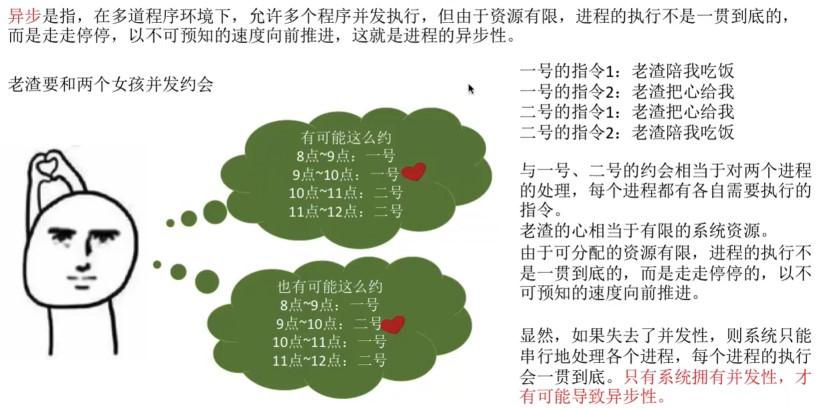 异步是指，在多道程序环境下，允许多个程序并发执行，但由于资源有限，进程的执行不是一贯到底的，
而是走走停停，以不可预知的速度向前推进，这就是进程的异步性。
老渣要和两个女孩并发约会
有可能这么约
8点~9点：一号
9点~10点：一号
10点~11点：二号
11点~12点：二号
也有可能这么约
8点~9点：一号
9点~10点：二号
10点~11点：一号
11点~12点：二号
一号的指令1：老渣陪我吃饭
一号的指令2：老渣把心给我
二号的指令1：老渣把心给我
二号的指令2：老渣陪我吃饭
与一号、二号的约会相当于对两个进程
的处理，每个进程都有各自需要执行的
指令。
老渣的心相当于有限的系统资源。
由于可分配的资源有限，进程的执行不
是一贯到底的，而是走走停停的，以不
可预知的速度向前推进。
显然，如果失去了并发性，则系统只能
串行地处理各个进程，每个进程的执行
会一贯到底。只有系统拥有并发性，才
有可能导致异步性。